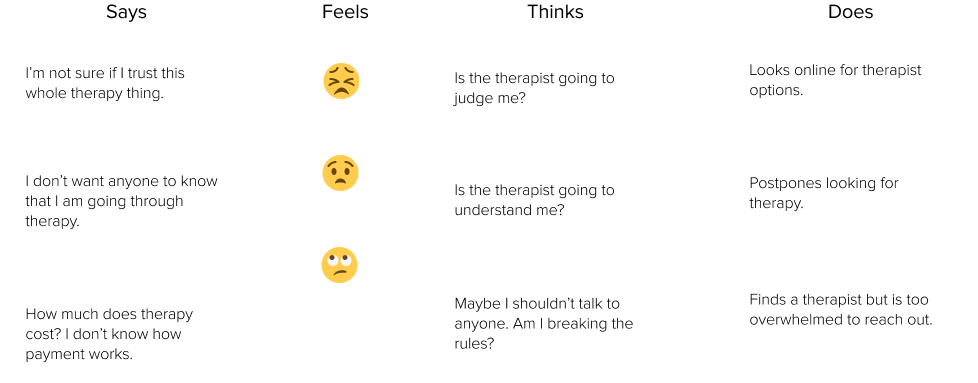 Says
Feels
Thinks
Does
I’m not sure if I trust this
whole therapy thing.
Is the therapist going to
judge me?
Looks online for therapist
options.
I don’t want anyone to know
that I am going through
therapy.
Is the therapist going to
understand me?
Postpones looking for
therapy.
How much does therapy
cost? I don’t know how
payment works.
Maybe I shouldn’t talk to
anyone. Am I breaking the
rules?
Finds a therapist but is too
overwhelmed to reach out.